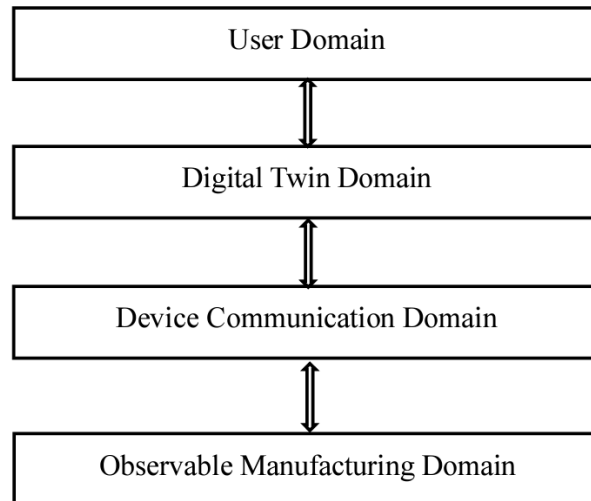 User Domain
Digital Twin Domain
Device Communication Domain
Observable Manufacturing Domain